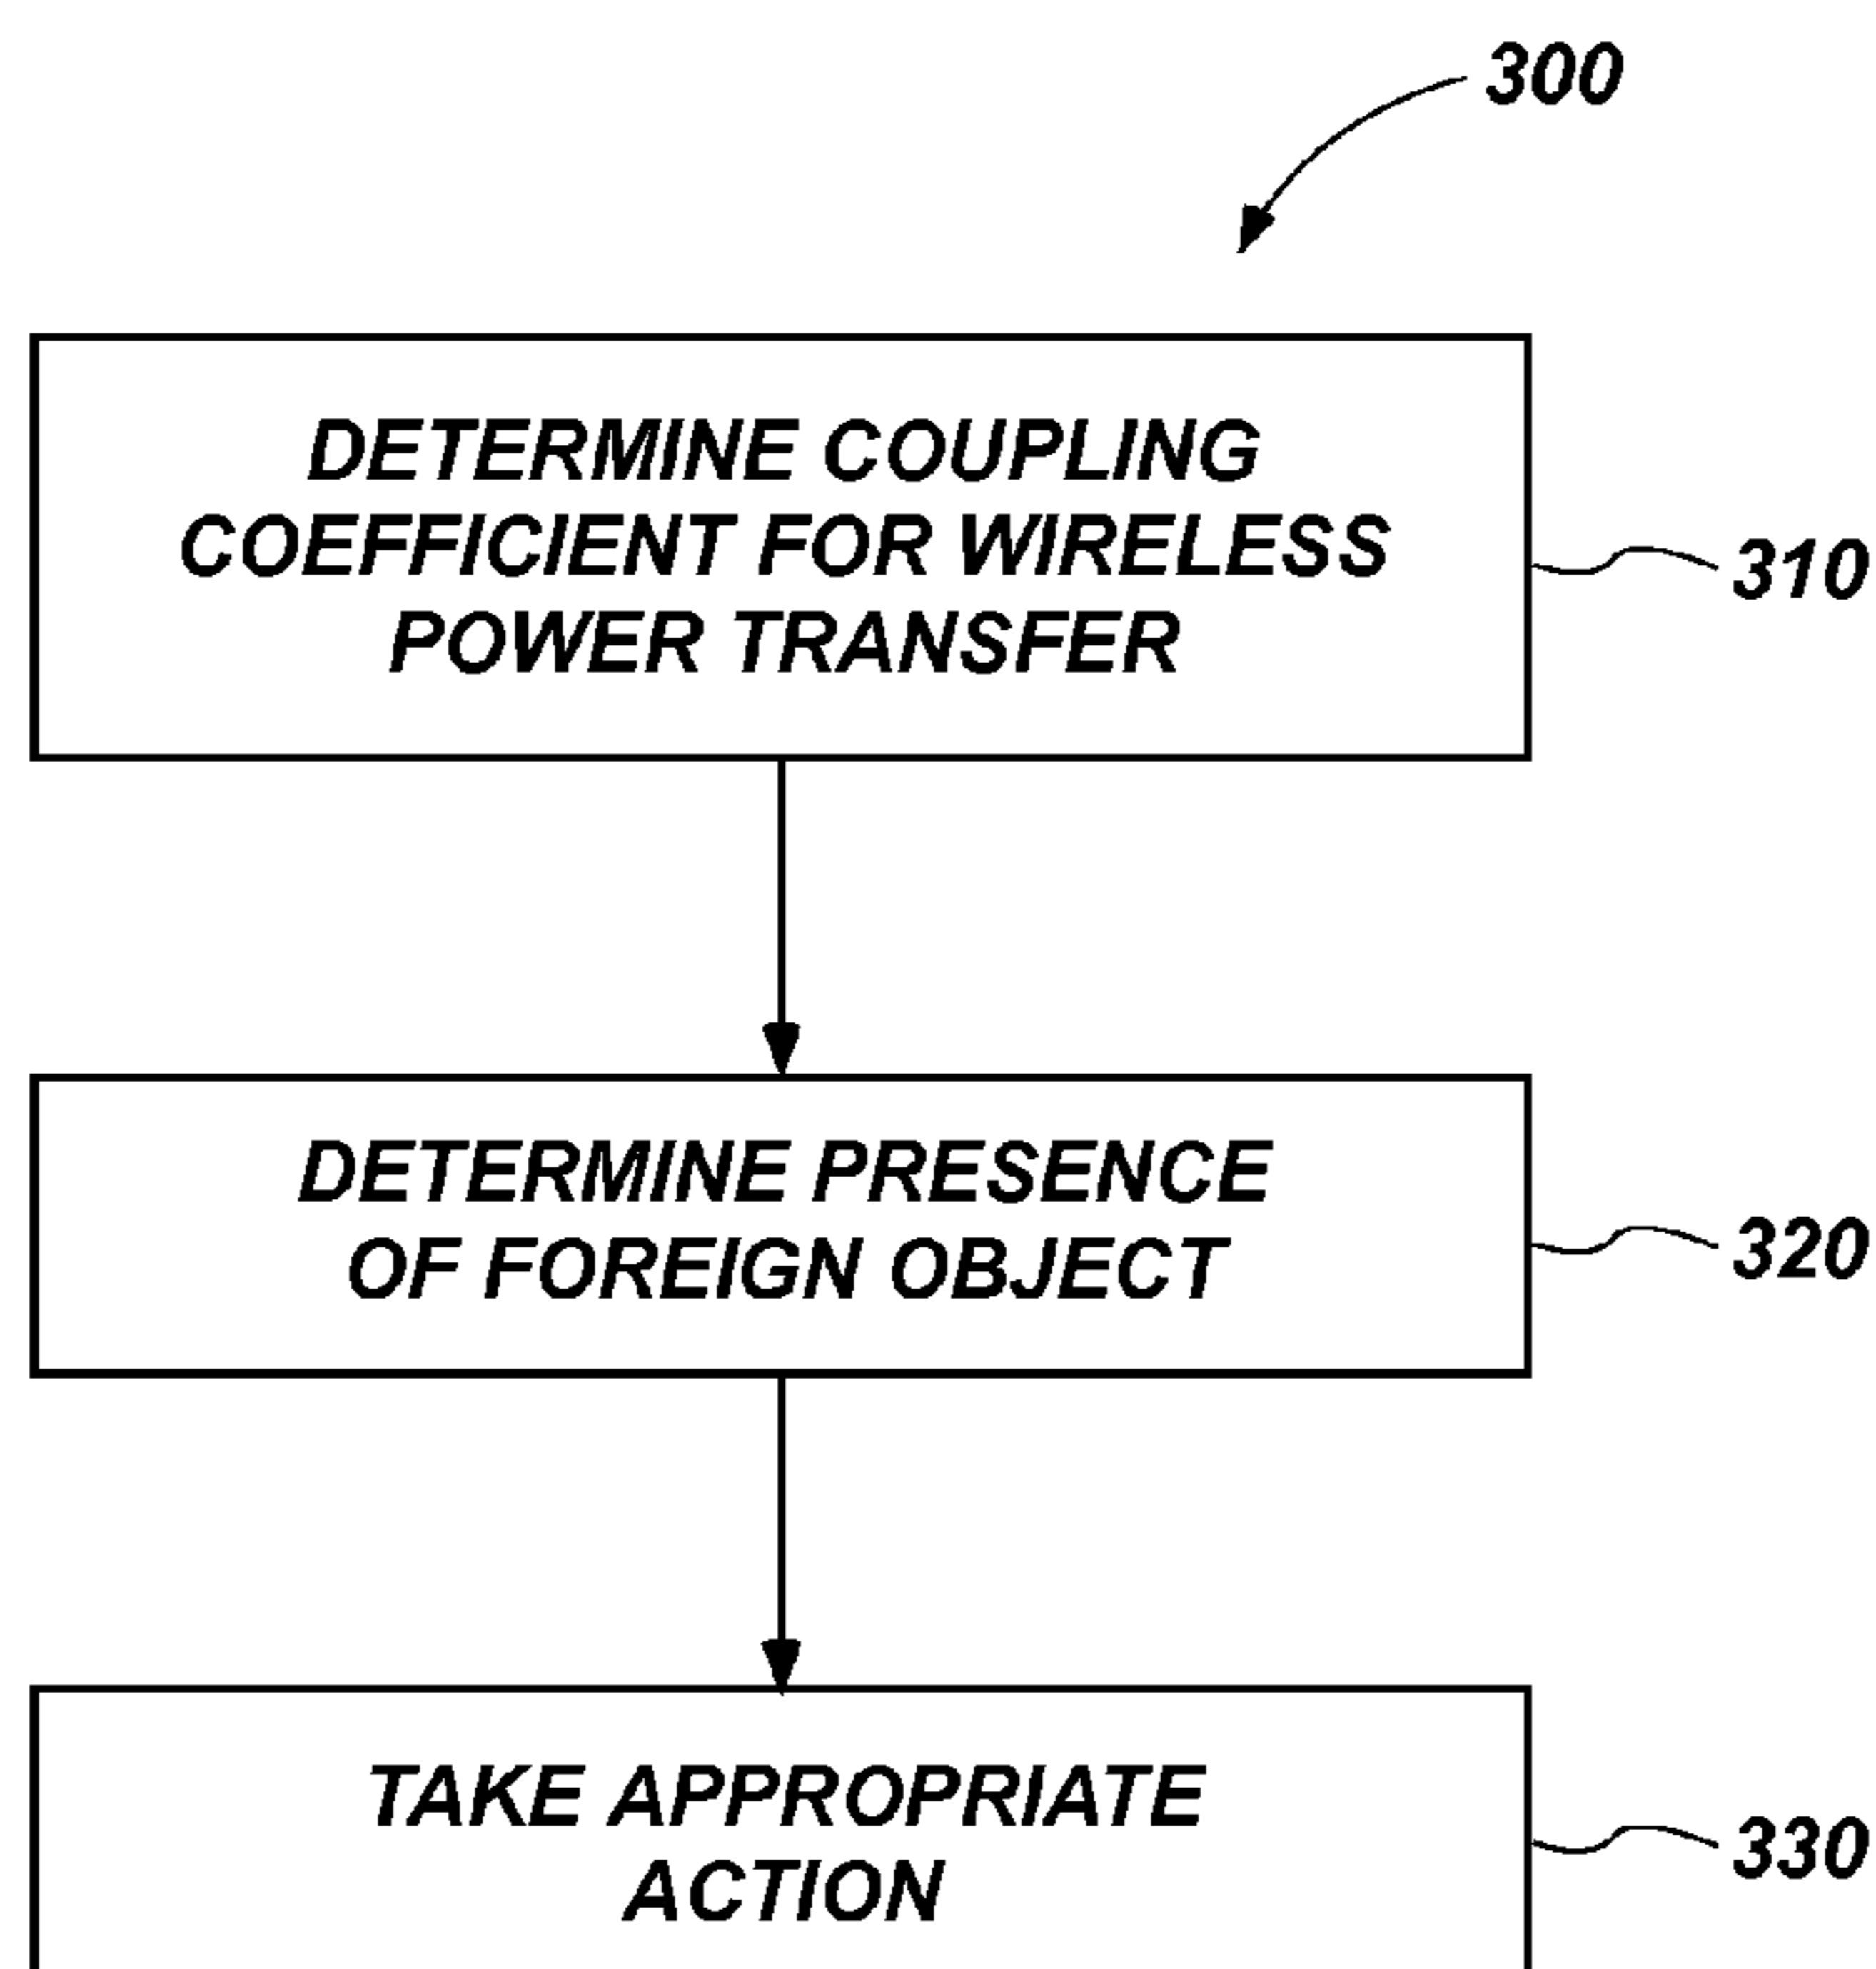 300
DETERMINE COUPLING
COEFFICIENT FOR WIRELESS
POWER TRANSFER
310
DETERMINE PRESENCE
OF FOREIGN OBJECT
320
TAKE APPROPRIATE
ACTION
330